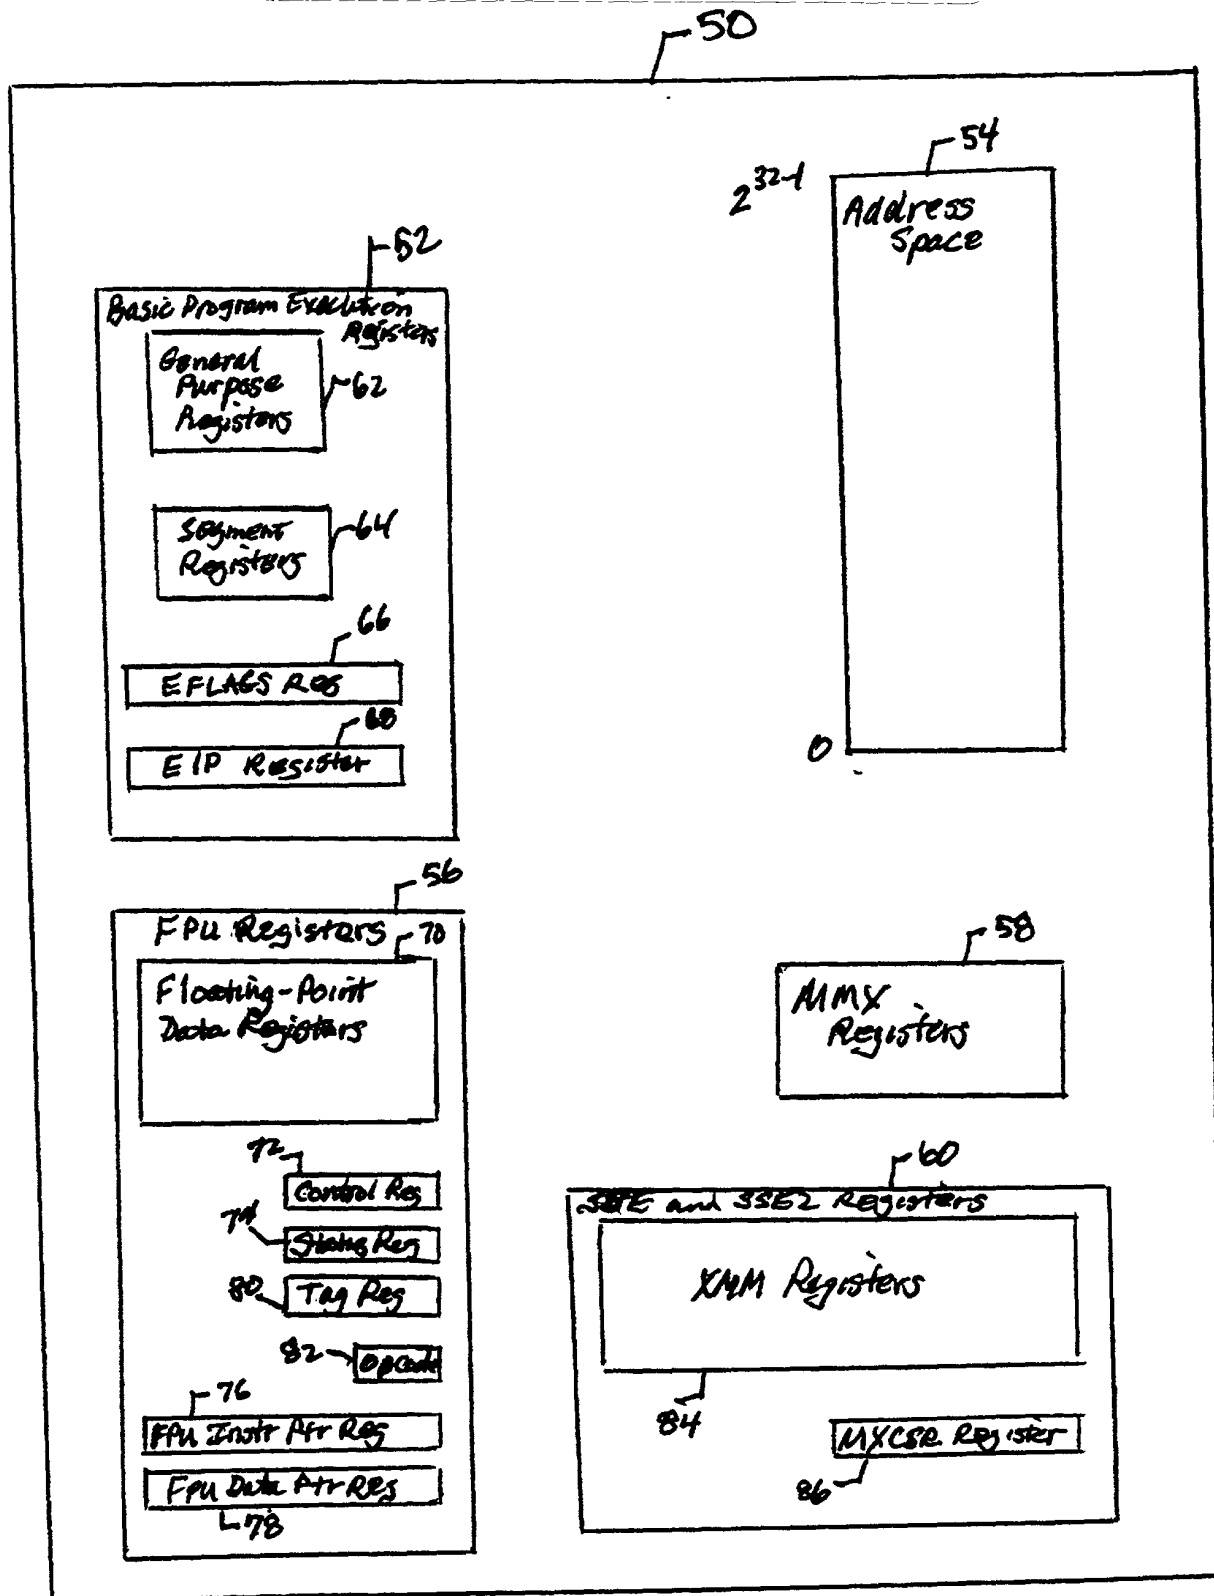 50
54
2^32-1
Address
Space
52
Basic Program Execution
Registers
General
Purpose
Registers
62
Segment
Registers
64
66
EFLAGS Reg
68
EIP Register
0
56
FPU Registers
70
Floating-Point
Data Registers
58
MMX
Registers
72
Control Reg
74
Status Reg
80
Tag Reg
82
Opcode
76
FPU Instr Ptr Reg
FPU Data Ptr Reg
78
60
SSE and SSE2 Registers
XMM Registers
84
MXCSR Register
86